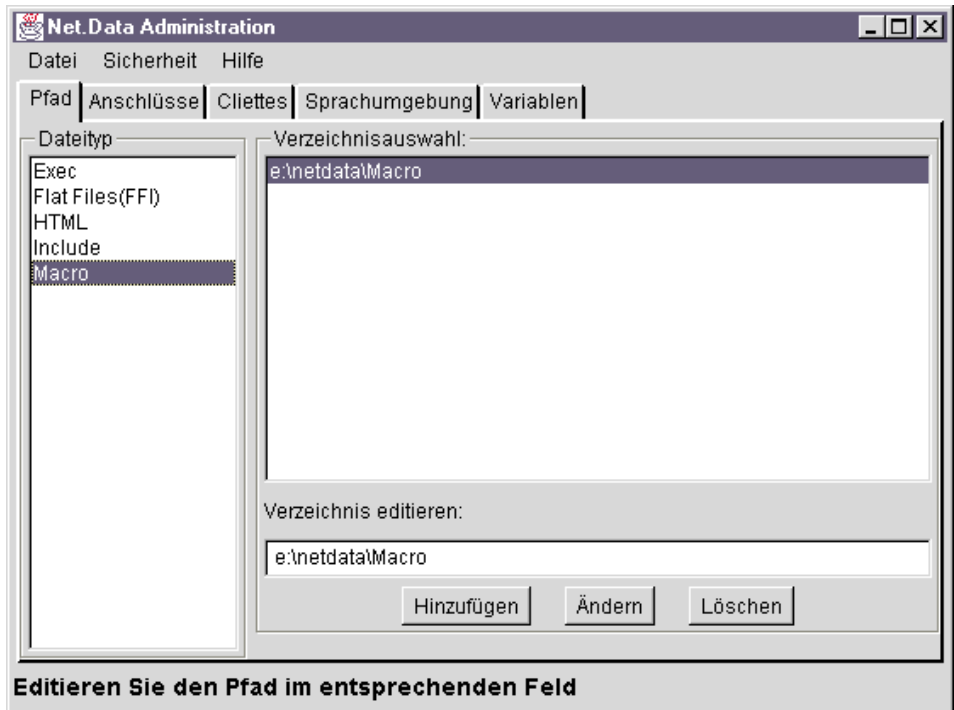 Net.Data Administration
Datei Sicherheit Hilfe
Pfad Anschlüsse Cliettes Sprachumgebung Variablen
Dateityp
Exec
Flat Files(FFI)
HTML
Include
Macro
Verzeichnisauswahl:
e:\netdata\Macro
Verzeichnis editieren:
e:\netdata\Macro
Hinzufügen Ändern Löschen
Editieren Sie den Pfad im entsprechenden Feld